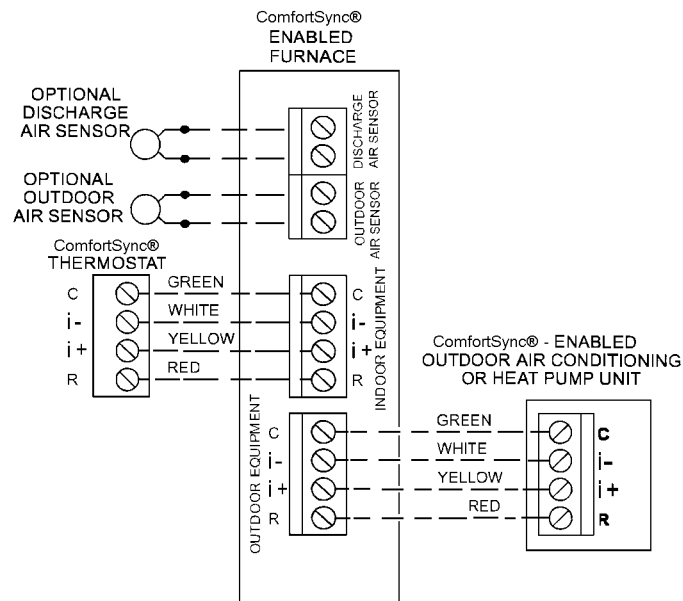 ComfortSync®
ENABLED
FURNACE
OPTIONAL
DISCHARGE
AIR SENSOR
DISCHARGE
AIR SENSOR
OPTIONAL
OUTDOOR
AIR SENSOR
OUTDOOR
AIR SENSOR
ComfortSync®
THERMOSTAT
C GREEN C
i- WHITE i-
i+ YELLOW i+
R RED R
INDOOR EQUIPMENT
ComfortSync® - ENABLED
OUTDOOR AIR CONDITIONING
OR HEAT PUMP UNIT
OUTDOOR EQUIPMENT
C GREEN C
i- WHITE i-
i+ YELLOW i+
R RED R